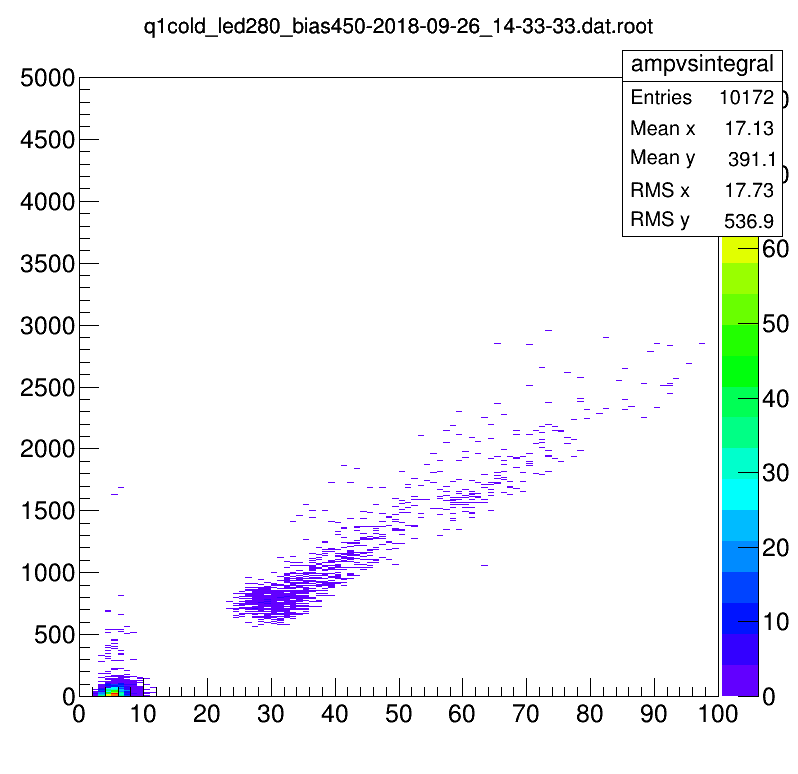 q1cold_led280_bias450-2018-09-26_14-33-33.dat.root
ampvsintegral
Entries 10172
Mean x 17.13
Mean y 391.1
RMS x 17.73
RMS y 536.9
5000
4500
4000
3500
3000
2500
2000
1500
1000
500
0
0 10 20 30 40 50 60 70 80 90 100
60
50
40
30
20
10
0